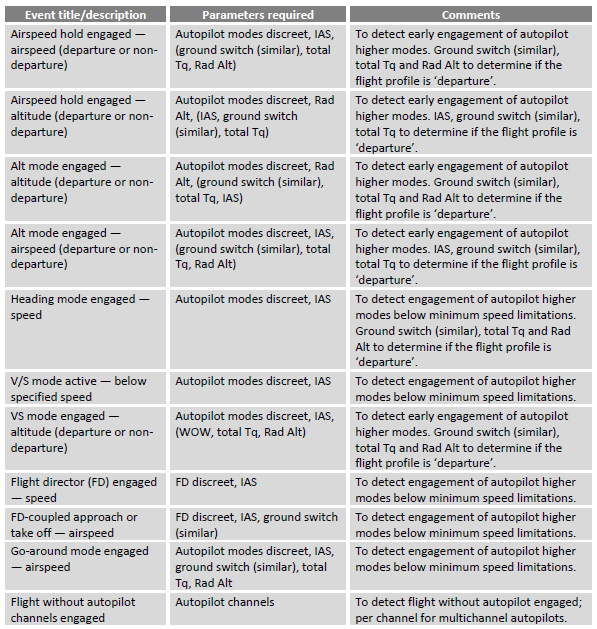 Event title/description
Parameters required
Comments
Airspeed hold engaged —
airspeed (departure or non-
departure)
Autopilot modes discreet, IAS,
(ground switch (similar), total
Tq, Rad Alt)
To detect early engagement of autopilot
higher modes. Ground switch (similar),
total Tq and Rad Alt to determine if the
flight profile is ‘departure’.
Airspeed hold engaged —
altitude (departure or non-
departure)
Autopilot modes discreet, Rad
Alt, (IAS, ground switch
(similar), total Tq)
To detect early engagement of autopilot
higher modes. IAS, ground switch (similar),
total Tq to determine if the flight profile is
‘departure’.
Alt mode engaged —
altitude (departure or non-
departure)
Autopilot modes discreet, Rad
Alt, (ground switch (similar),
total Tq, IAS)
To detect early engagement of autopilot
higher modes. Ground switch (similar),
total Tq and Rad Alt to determine if the
flight profile is ‘departure’.
Alt mode engaged —
airspeed (departure or non-
departure)
Autopilot modes discreet, IAS,
(ground switch (similar), total
Tq, Rad Alt)
To detect early engagement of autopilot
higher modes. IAS, ground switch (similar),
total Tq to determine if the flight profile is
‘departure’.
Heading mode engaged —
speed
Autopilot modes discreet, IAS
To detect engagement of autopilot higher
modes below minimum speed limitations.
Ground switch (similar), total Tq and Rad
Alt to determine if the flight profile is
‘departure’.
V/S mode active — below
specified speed
Autopilot modes discreet, IAS
To detect engagement of autopilot higher
modes below minimum speed limitations.
VS mode engaged —
altitude (departure or non-
departure)
Autopilot modes discreet, IAS,
(WOW, total Tq, Rad Alt)
To detect early engagement of autopilot
higher modes. Ground switch (similar),
total Tq and Rad Alt to determine if the
flight profile is ‘departure’.
Flight director (FD) engaged
— speed
FD discreet, IAS
To detect engagement of autopilot higher
modes below minimum speed limitations.
FD-coupled approach or
take off — airspeed
FD discreet, IAS, ground switch
(similar)
To detect engagement of autopilot higher
modes below minimum speed limitations.
Go-around mode engaged
— airspeed
Autopilot modes discreet, IAS,
ground switch (similar), total
Tq, Rad Alt
To detect engagement of autopilot higher
modes below minimum speed limitations.
Flight without autopilot
channels engaged
Autopilot channels
To detect flight without autopilot engaged;
per channel for multichannel autopilots.